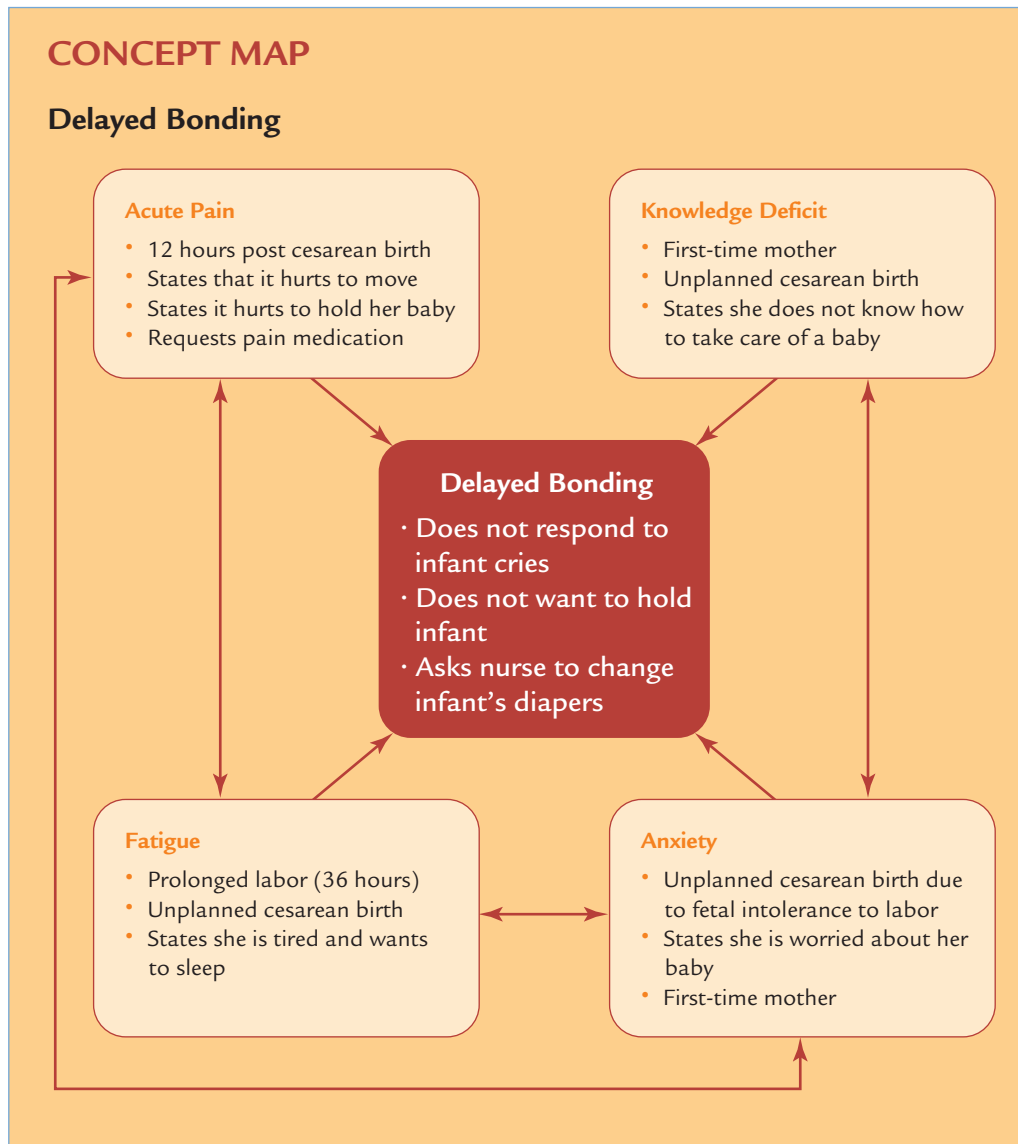 CONCEPT MAP
Delayed Bonding
Acute Pain
• 12 hours post cesarean birth
• States that it hurts to move
• States it hurts to hold her baby
• Requests pain medication
Knowledge Deficit
• First-time mother
• Unplanned cesarean birth
• States she does not know how
to take care of a baby
Delayed Bonding
· Does not respond to
infant cries
· Does not want to hold
infant
· Asks nurse to change
infant’s diapers
Fatigue
• Prolonged labor (36 hours)
• Unplanned cesarean birth
• States she is tired and wants
to sleep
Anxiety
• Unplanned cesarean birth due
to fetal intolerance to labor
• States she is worried about her
baby
• First-time mother